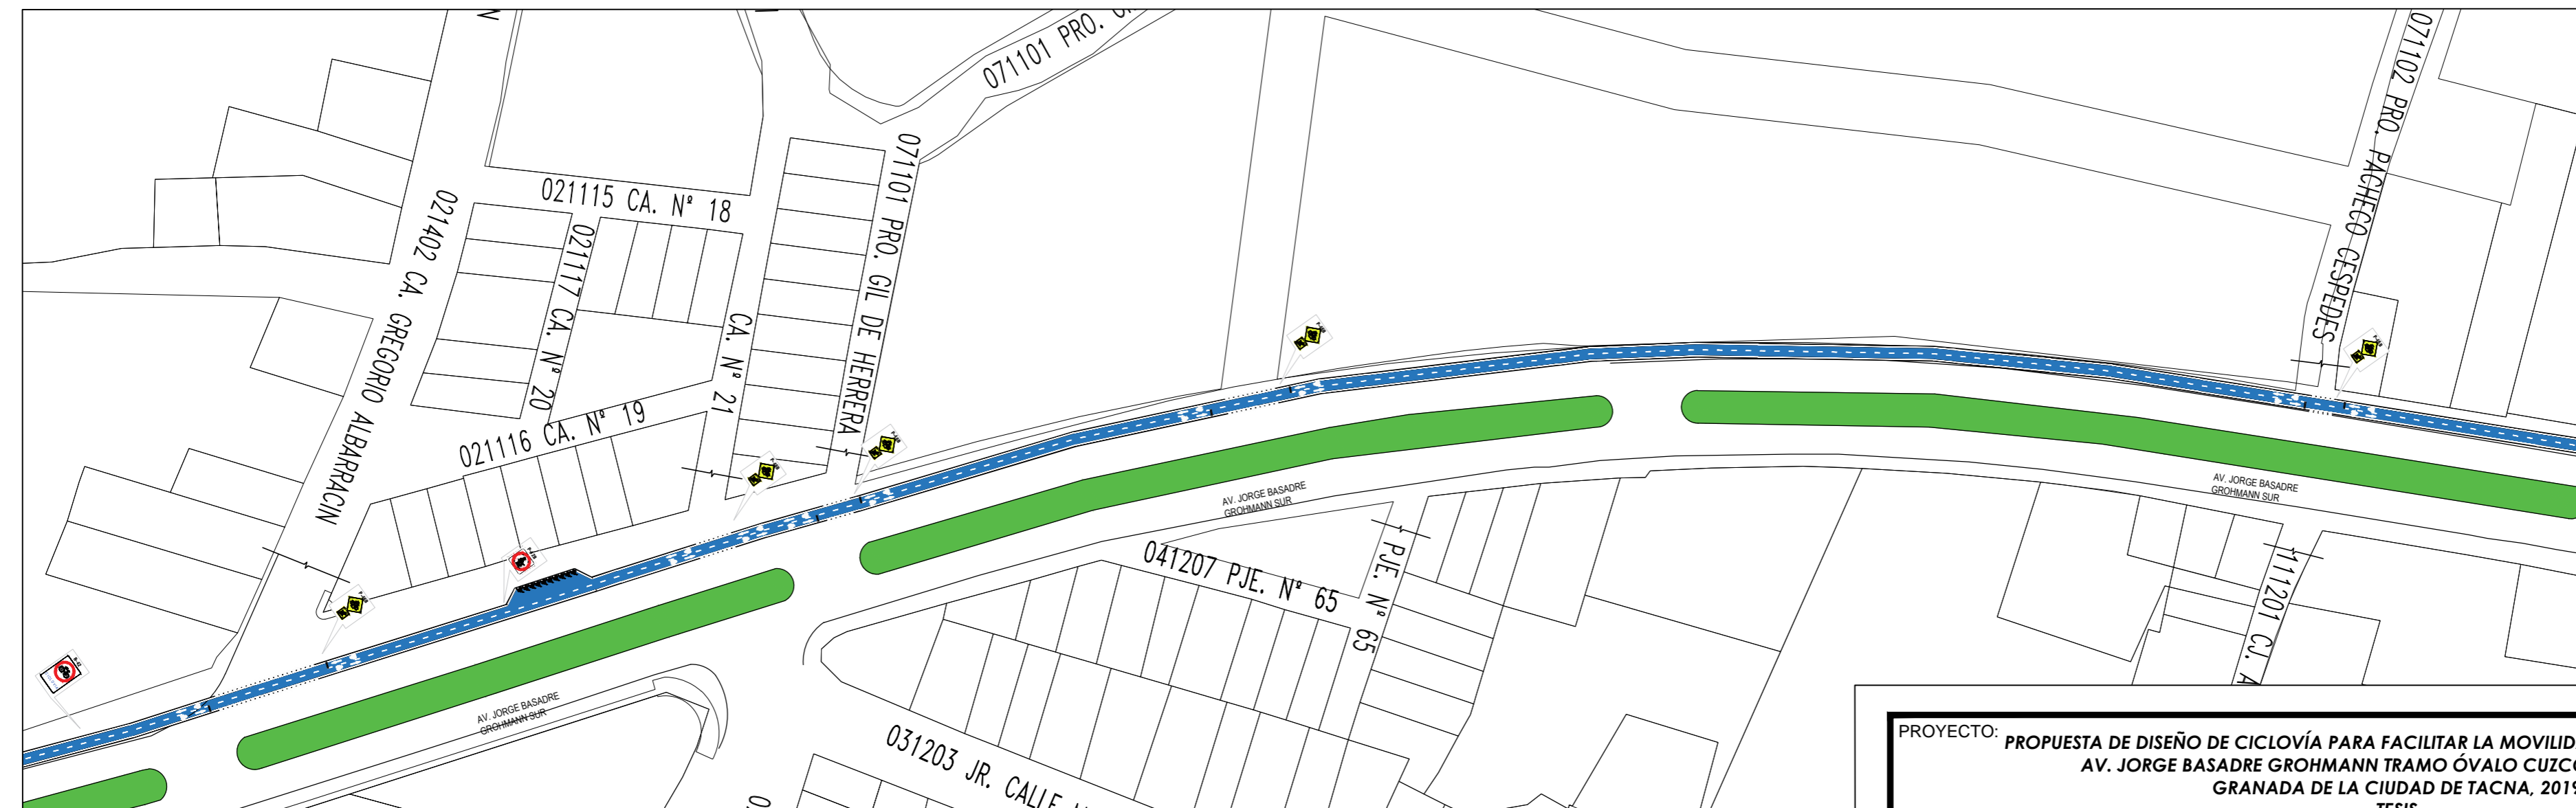 071101 PRO.
071102 PRO. PACHECO CESPEDES
021115 CA. Nº 18
021402 CA. GREGORIO ALBARRACIN
021117 CA. Nº 20
CA. Nº 21
071101 PRO. GIL DE HERRERA
021116 CA. Nº 19
AV. JORGE BASADRE
GROHMANN SUR
AV. JORGE BASADRE
GROHMANN SUR
041207 PJE. Nº 65
PJE. Nº 65
111201 CJ. A
AV. JORGE BASADRE
GROHMANN SUR
031203 JR. CALLE
PROYECTO:
PROPUESTA DE DISEÑO DE CICLOVÍA PARA FACILITAR LA MOVILID
AV. JORGE BASADRE GROHMANN TRAMO ÓVALO CUZCO
GRANADA DE LA CIUDAD DE TACNA, 2019
TESIS